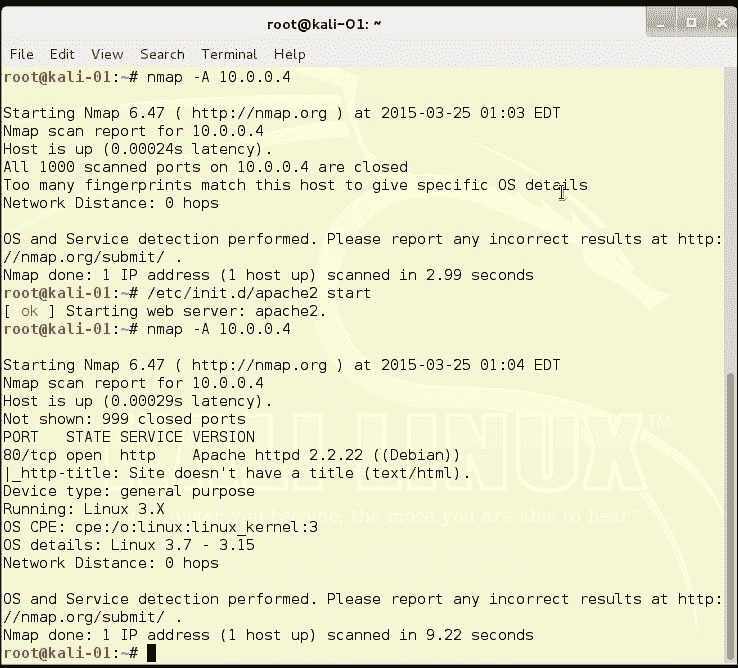 root@kali-01: ~
File Edit View Search Terminal Help
root@kali-01:~# nmap -A 10.0.0.4
Starting Nmap 6.47 ( http://nmap.org ) at 2015-03-25 01:03 EDT
Nmap scan report for 10.0.0.4
Host is up (0.00024s latency).
All 1000 scanned ports on 10.0.0.4 are closed
Too many fingerprints match this host to give specific OS details
Network Distance: 0 hops
OS and Service detection performed. Please report any incorrect results at http:
//nmap.org/submit/ .
Nmap done: 1 IP address (1 host up) scanned in 2.99 seconds
root@kali-01:~# /etc/init.d/apache2 start
[ ok ] Starting web server: apache2.
root@kali-01:~# nmap -A 10.0.0.4
Starting Nmap 6.47 ( http://nmap.org ) at 2015-03-25 01:04 EDT
Nmap scan report for 10.0.0.4
Host is up (0.00029s latency).
Not shown: 999 closed ports
PORT   STATE SERVICE VERSION
80/tcp open  http    Apache httpd 2.2.22 ((Debian))
|_http-title: Site doesn't have a title (text/html).
Device type: general purpose
Running: Linux 3.X
OS CPE: cpe:/o:linux:linux_kernel:3
OS details: Linux 3.7 - 3.15
Network Distance: 0 hops
OS and Service detection performed. Please report any incorrect results at http:
//nmap.org/submit/ .
Nmap done: 1 IP address (1 host up) scanned in 9.22 seconds
root@kali-01:~#
KALI LINUX™
you become, the more you are able to hear"